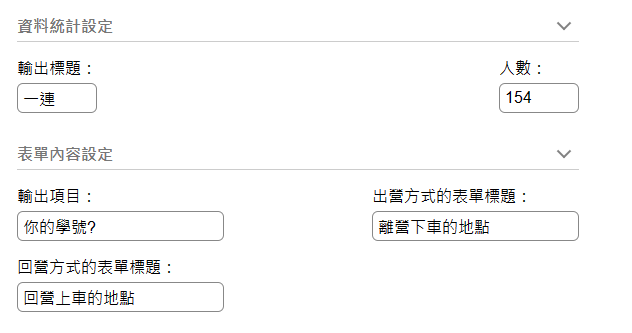 資料統計設定
輸出標題： 人數：
一連 154
表單內容設定
輸出項目： 出營方式的表單標題：
你的學號? 離營下車的地點
回營方式的表單標題：
回營上車的地點